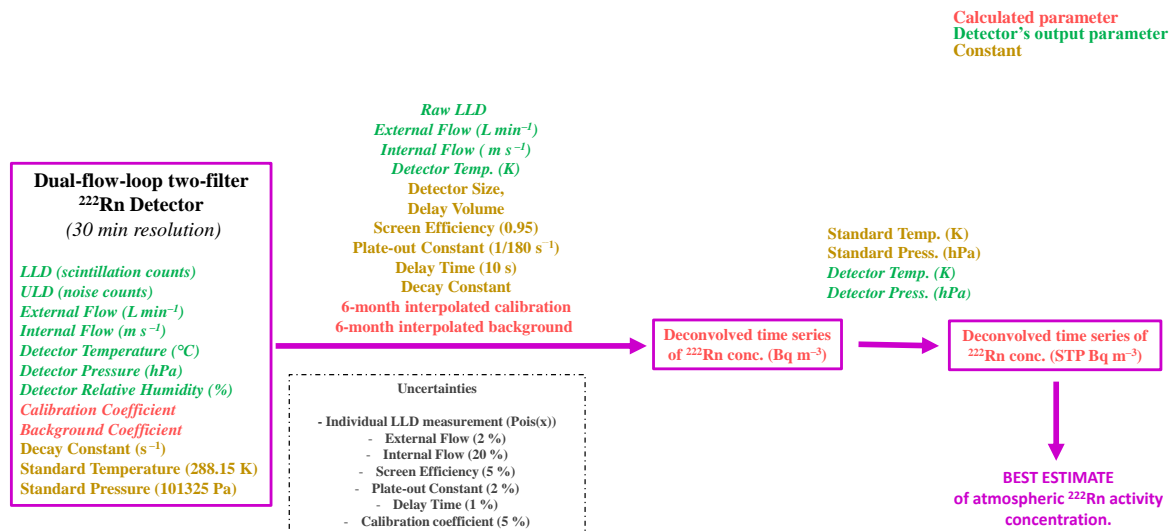 Calculated parameter
Detector's output parameter
Constant
Dual-flow-loop two-filter
²²²Rn Detector
(30 min resolution)
LLD (scintillation counts)
ULD (noise counts)
External Flow (L min⁻¹)
Internal Flow (m s⁻¹)
Detector Temperature (°C)
Detector Pressure (hPa)
Detector Relative Humidity (%)
Calibration Coefficient
Background Coefficient
Decay Constant (s⁻¹)
Standard Temperature (288.15 K)
Standard Pressure (101325 Pa)
Raw LLD
External Flow (L min⁻¹)
Internal Flow ( m s⁻¹)
Detector Temp. (K)
Detector Size,
Delay Volume
Screen Efficiency (0.95)
Plate-out Constant (1/180 s⁻¹)
Delay Time (10 s)
Decay Constant
6-month interpolated calibration
6-month interpolated background
Uncertainties
- Individual LLD measurement (Pois(x))
- External Flow (2 %)
- Internal Flow (20 %)
- Screen Efficiency (5 %)
- Plate-out Constant (2 %)
- Delay Time (1 %)
- Calibration coefficient (5 %)
Deconvolved time series
of ²²²Rn conc. (Bq m⁻³)
Standard Temp. (K)
Standard Press. (hPa)
Detector Temp. (K)
Detector Press. (hPa)
Deconvolved time series of
²²²Rn conc. (STP Bq m⁻³)
BEST ESTIMATE
of atmospheric ²²²Rn activity
concentration.